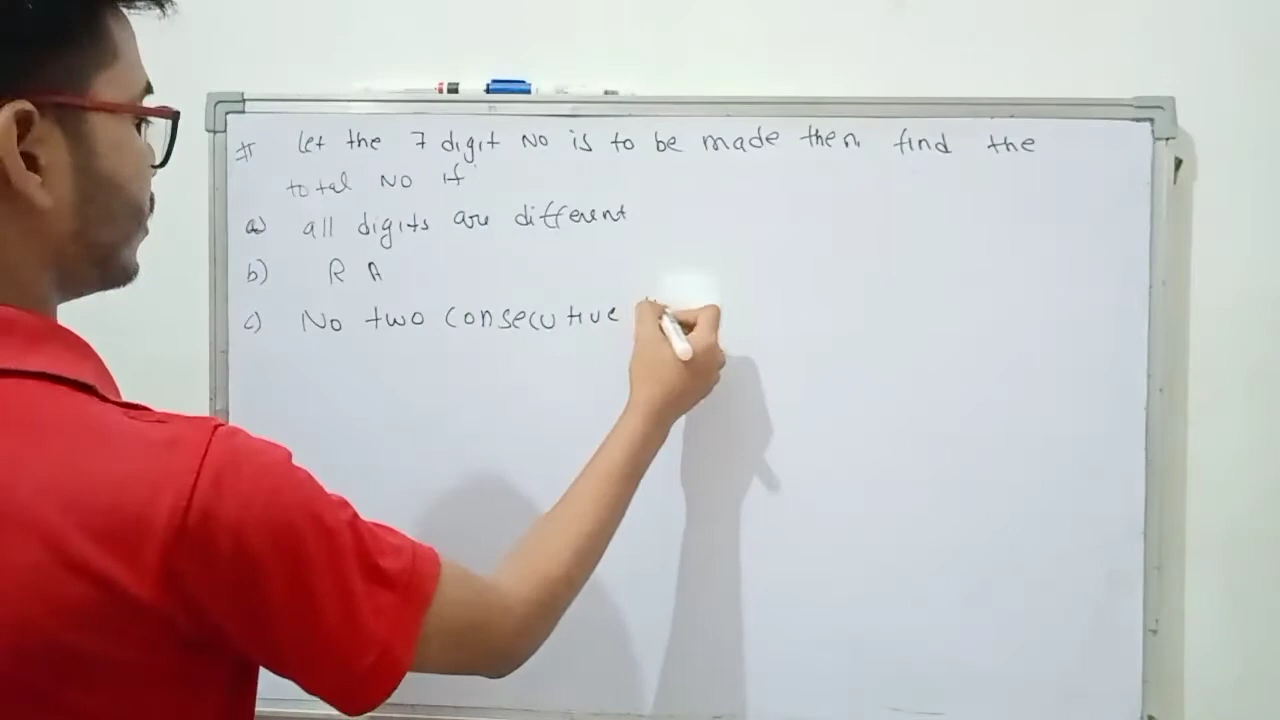 # let the 7 digit No is to be made then find the
total NO if
a) all digits are different
b) R A
c) No two consecutive